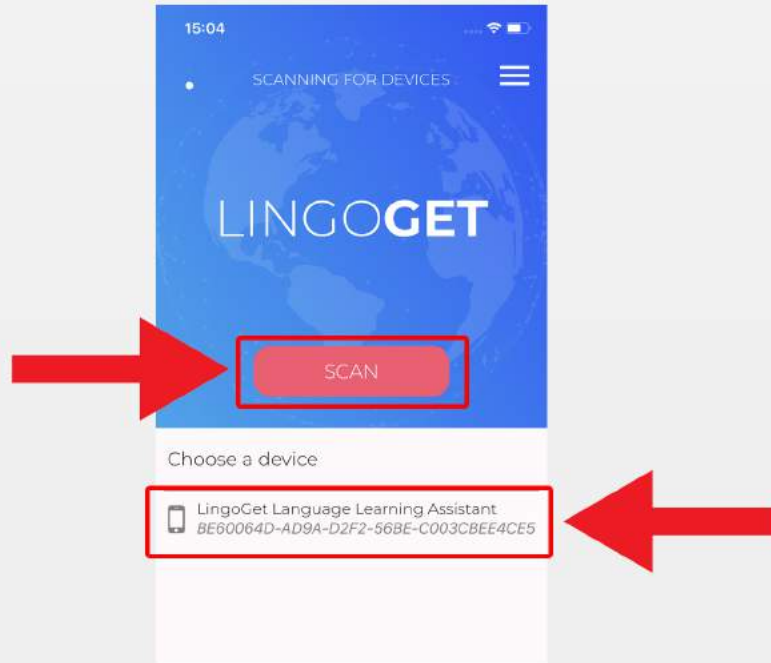 15:04
SCANNING FOR DEVICES
LINGOGET
SCAN
Choose a device
LingoGet Language Learning Assistant
BE60064D-AD9A-D2F2-56BE-C003CBEE4CE5